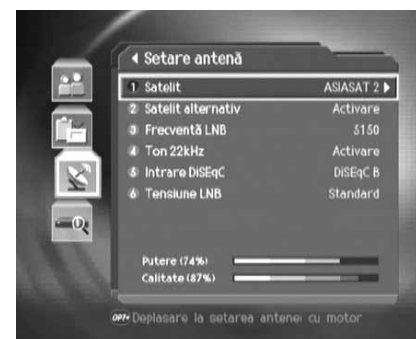 Setare antenă
1 Satelit ASIASAT 2
2 Satelit alternativ Activare
3 Frecventă LNB 5150
4 Ton 22kHz Activare
5 Intrare DiSEqC DiSEqC B
6 Tensiune LNB Standard
Putere (74%)
Calitate (87%)
OPT+ Deplasare la setarea antenei cu motor